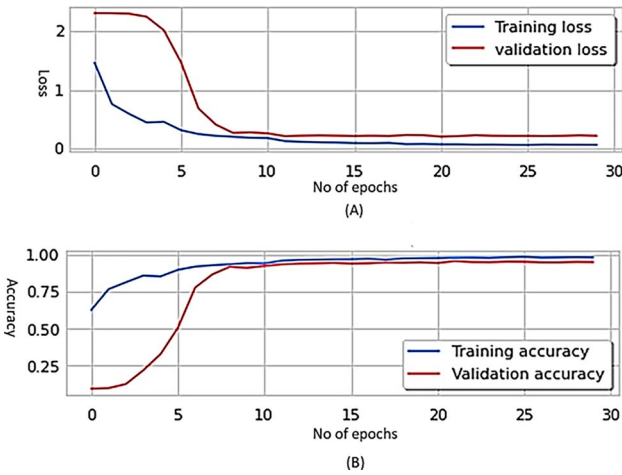 2
1
0
Loss
Training loss
validation loss
0 5 10 15 20 25 30
No of epochs
(A)
1.00
0.75
0.50
0.25
Accuracy
Training accuracy
Validation accuracy
0 5 10 15 20 25 30
No of epochs
(B)